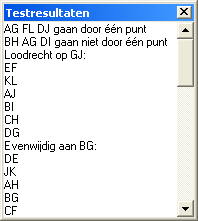 Testresultaten
AG FL DJ gaan door één punt
BH AG DI gaan niet door één punt
Loodrecht op GJ:
EF
KL
AJ
BI
CH
DG
Evenwijdig aan BG:
DE
JK
AH
BG
CF